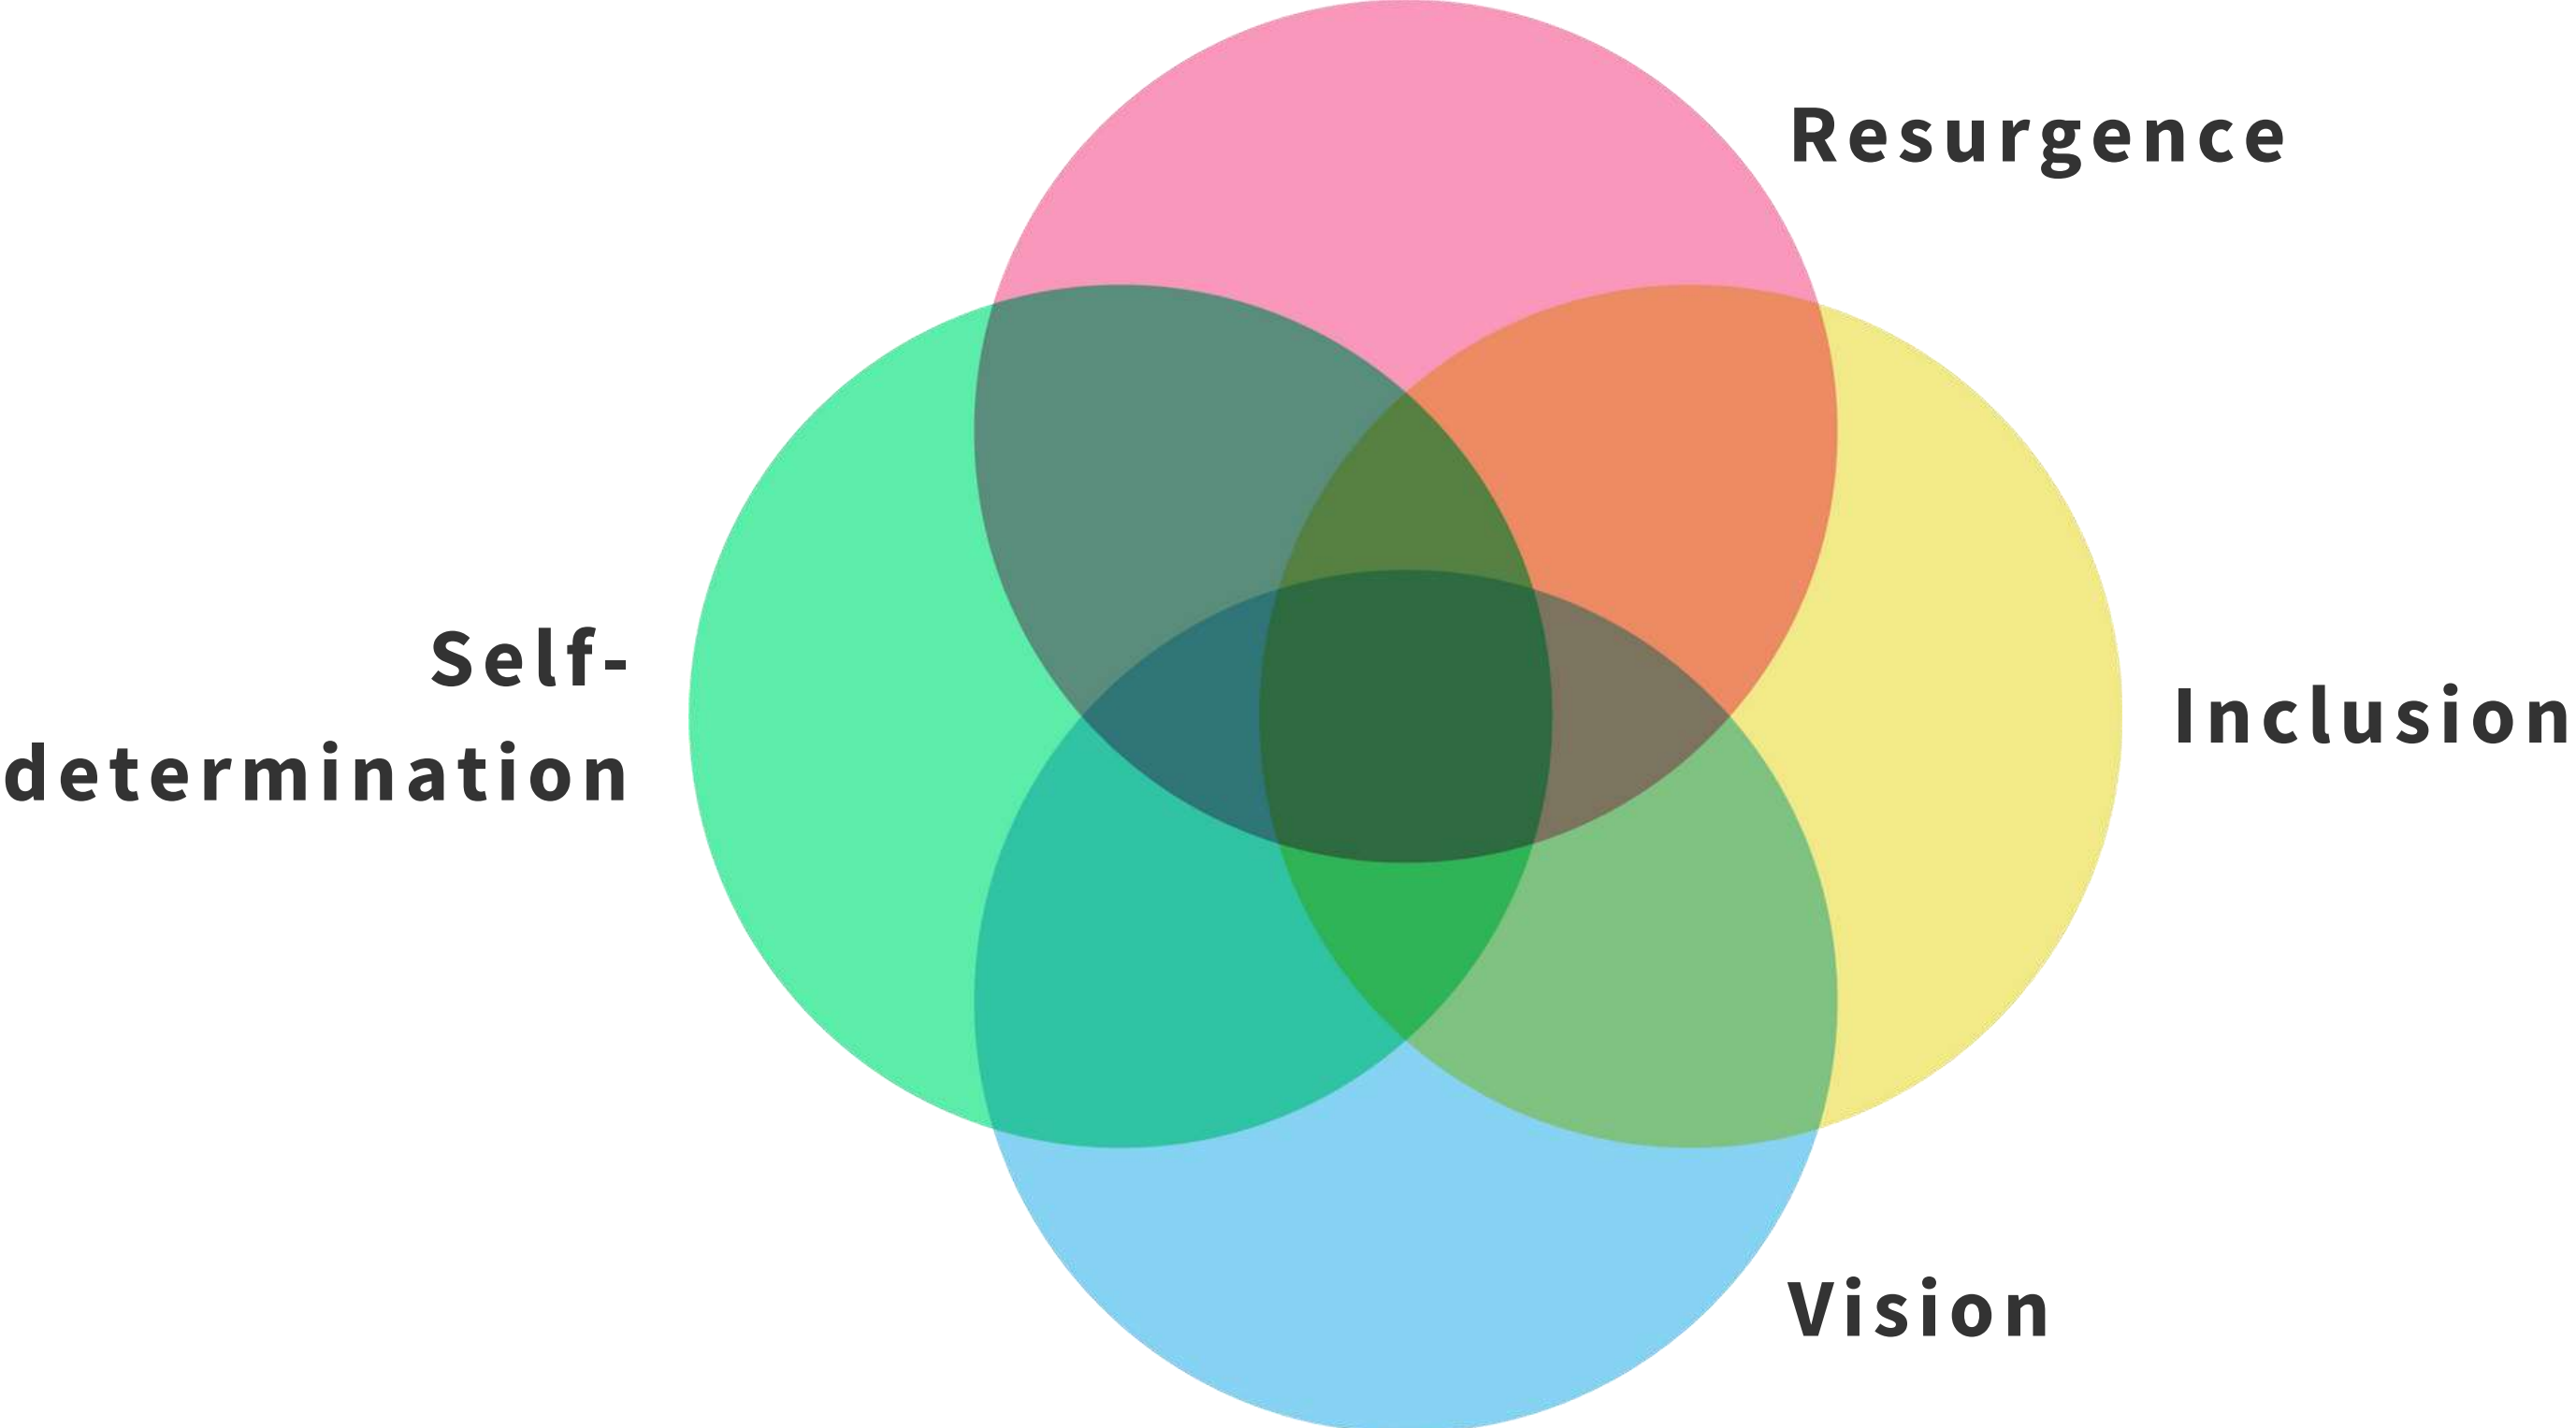 Resurgence
Self-
determination
Inclusion
Vision